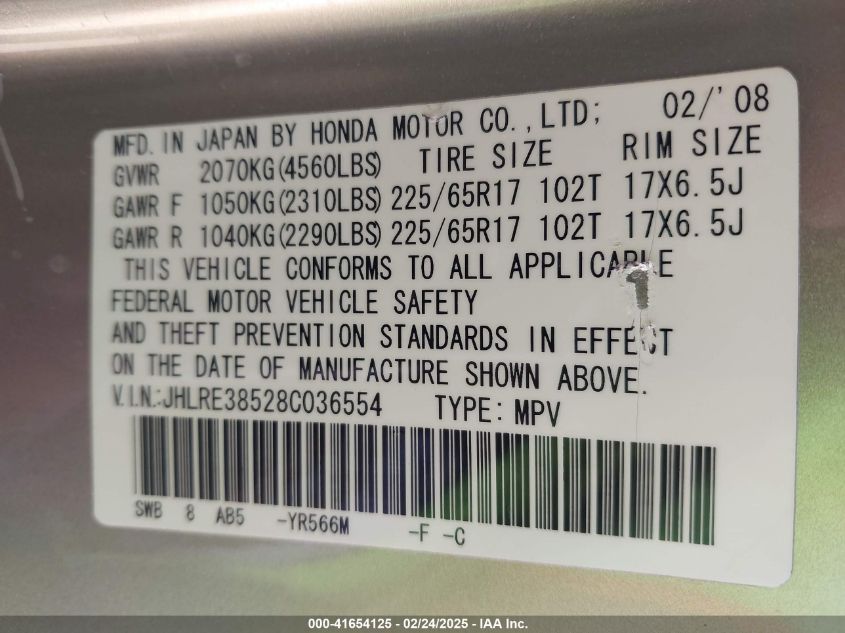 MFD. IN JAPAN BY HONDA MOTOR CO., LTD; 02/'08
GVWR 2070KG(4560LBS) TIRE SIZE RIM SIZE
GAWR F 1050KG(2310LBS) 225/65R17 102T 17X6.5J
GAWR R 1040KG(2290LBS) 225/65R17 102T 17X6.5J
THIS VEHICLE CONFORMS TO ALL APPLICABLE
FEDERAL MOTOR VEHICLE SAFETY
AND THEFT PREVENTION STANDARDS IN EFFECT
ON THE DATE OF MANUFACTURE SHOWN ABOVE.
V.I.N.:JHLRE38528C036554 TYPE: MPV
SWB 8 AB5 -YR566M -F -C
000-41654125 - 02/24/2025 - IAA Inc.